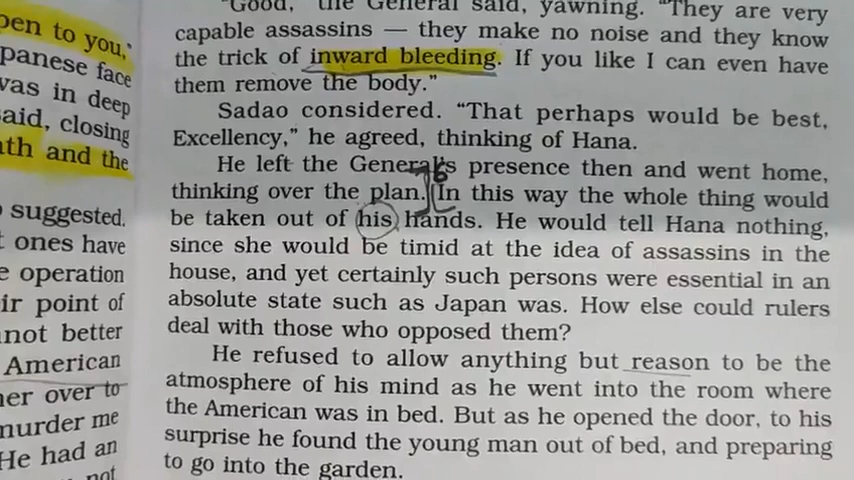 pen to you,"
panese face
was in deep
said, closing
ath and the
suggested.
t ones have
e operation
eir point of
not better
American
her over to
murder me
He had an
not
"Good," the General said, yawning. "They are very
capable assassins — they make no noise and they know
the trick of inward bleeding. If you like I can even have
them remove the body."
Sadao considered. "That perhaps would be best,
Excellency," he agreed, thinking of Hana.
He left the General's presence then and went home,
thinking over the plan. In this way the whole thing would
be taken out of his hands. He would tell Hana nothing,
since she would be timid at the idea of assassins in the
house, and yet certainly such persons were essential in an
absolute state such as Japan was. How else could rulers
deal with those who opposed them?
He refused to allow anything but reason to be the
atmosphere of his mind as he went into the room where
the American was in bed. But as he opened the door, to his
surprise he found the young man out of bed, and preparing
to go into the garden.